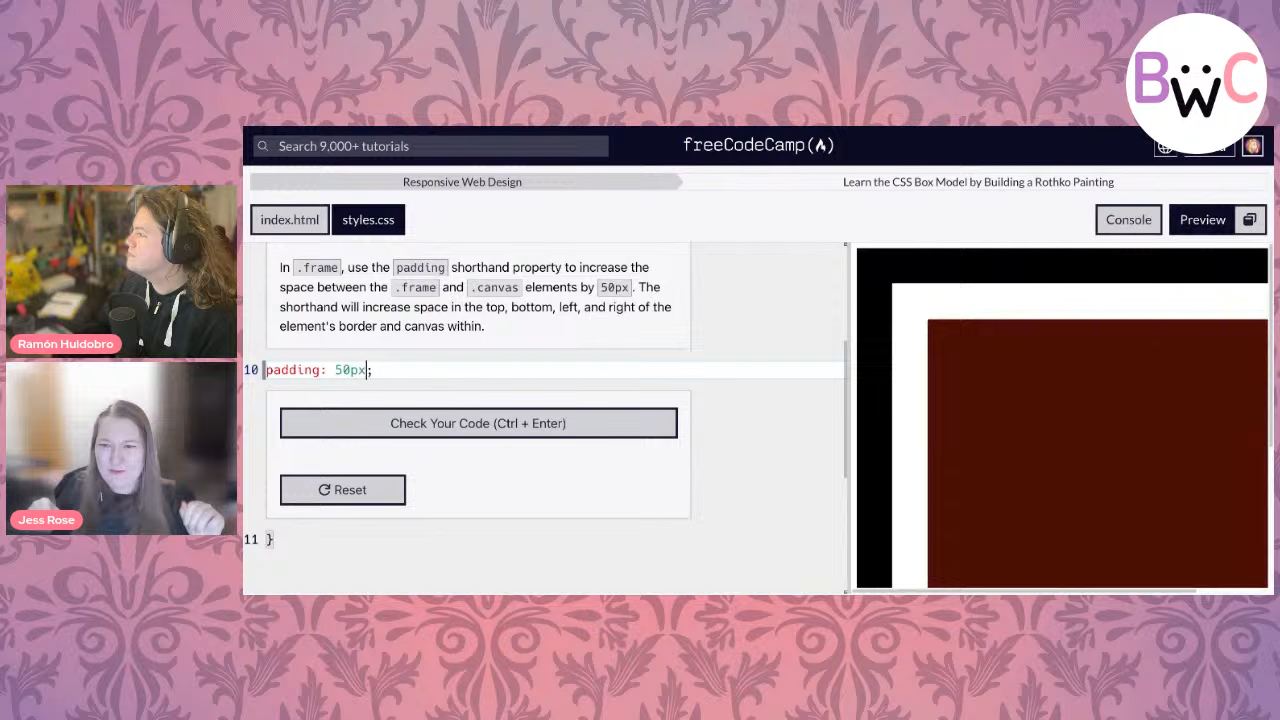 BWC
Search 9,000+ tutorials
freeCodeCamp
Responsive Web Design
Learn the CSS Box Model by Building a Rothko Painting
index.html
styles.css
Console
Preview
In .frame, use the padding shorthand property to increase the
space between the .frame and .canvas elements by 50px. The
shorthand will increase space in the top, bottom, left, and right of the
element's border and canvas within.
10 padding: 50px;
Check Your Code (Ctrl + Enter)
Reset
11 }
Ramón Huidobro
Jess Rose